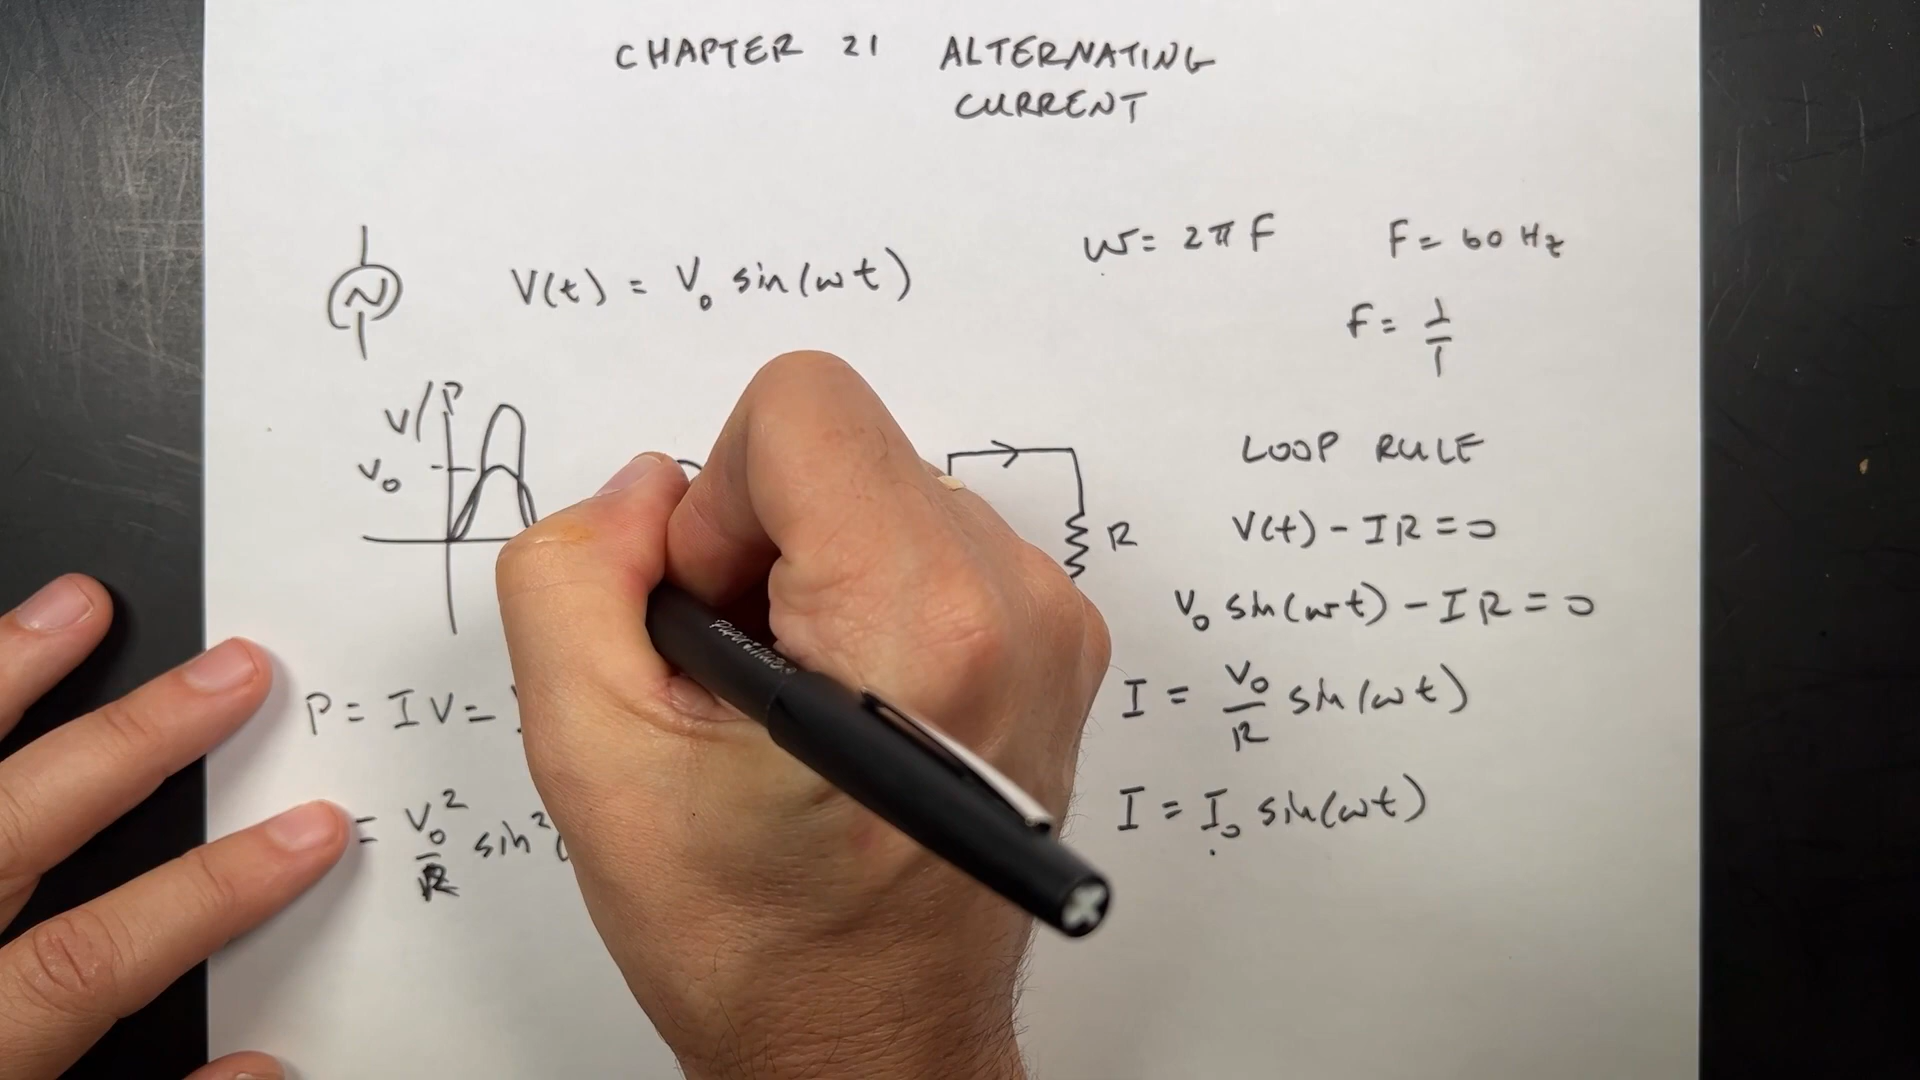 CHAPTER 21 ALTERNATING
CURRENT
V(t) = V₀ sin(ωt)
ω = 2πF
F = 60 Hz
F = 1/T
V/P
V₀
R
LOOP RULE
V(t) - IR = 0
V₀ sin(ωt) - IR = 0
P = IV =
I = V₀/R sin(ωt)
= V₀²/R sin²(
I = I₀ sin(ωt)